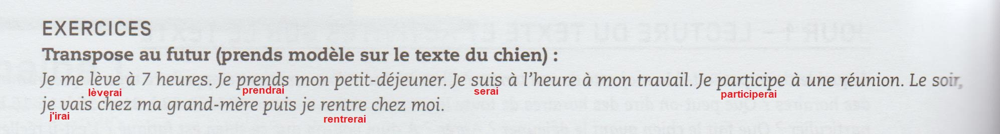 EXERCICES
Transpose au futur (prends modèle sur le texte du chien) :
Je me lève à 7 heures. Je prends mon petit-déjeuner. Je suis à l'heure à mon travail. Je participe à une réunion. Le soir,
lèverai prendrai serai participerai
je vais chez ma grand-mère puis je rentre chez moi.
j'irai rentrerai